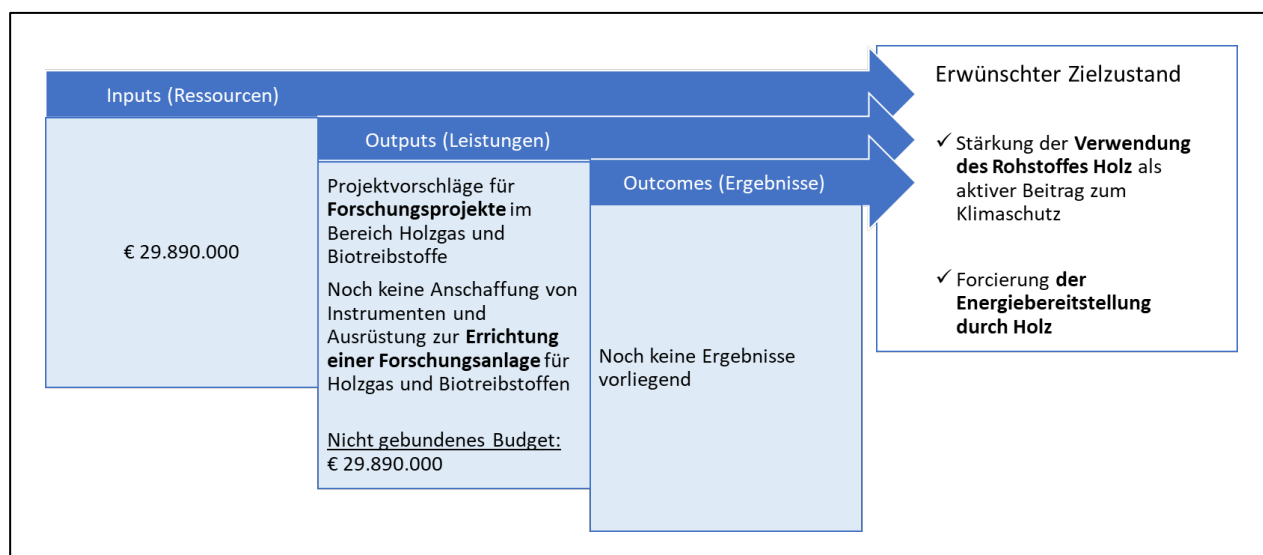 Inputs (Ressourcen)
€ 29.890.000
Outputs (Leistungen)
Projektvorschläge für
Forschungsprojekte im
Bereich Holzgas und
Biotreibstoffe
Noch keine Anschaffung von
Instrumenten und
Ausrüstung zur Errichtung
einer Forschungsanlage für
Holzgas und Biotreibstoffen
Nicht gebundenes Budget:
€ 29.890.000
Outcomes (Ergebnisse)
Noch keine Ergebnisse
vorliegend
Erwünschter Zielzustand
✓ Stärkung der Verwendung
des Rohstoffes Holz als
aktiver Beitrag zum
Klimaschutz
✓ Forcierung der
Energiebereitstellung
durch Holz